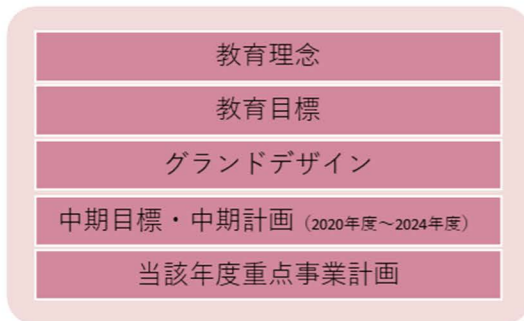 教育理念
教育目標
グランドデザイン
中期目標・中期計画（2020年度～2024年度）
当該年度重点事業計画